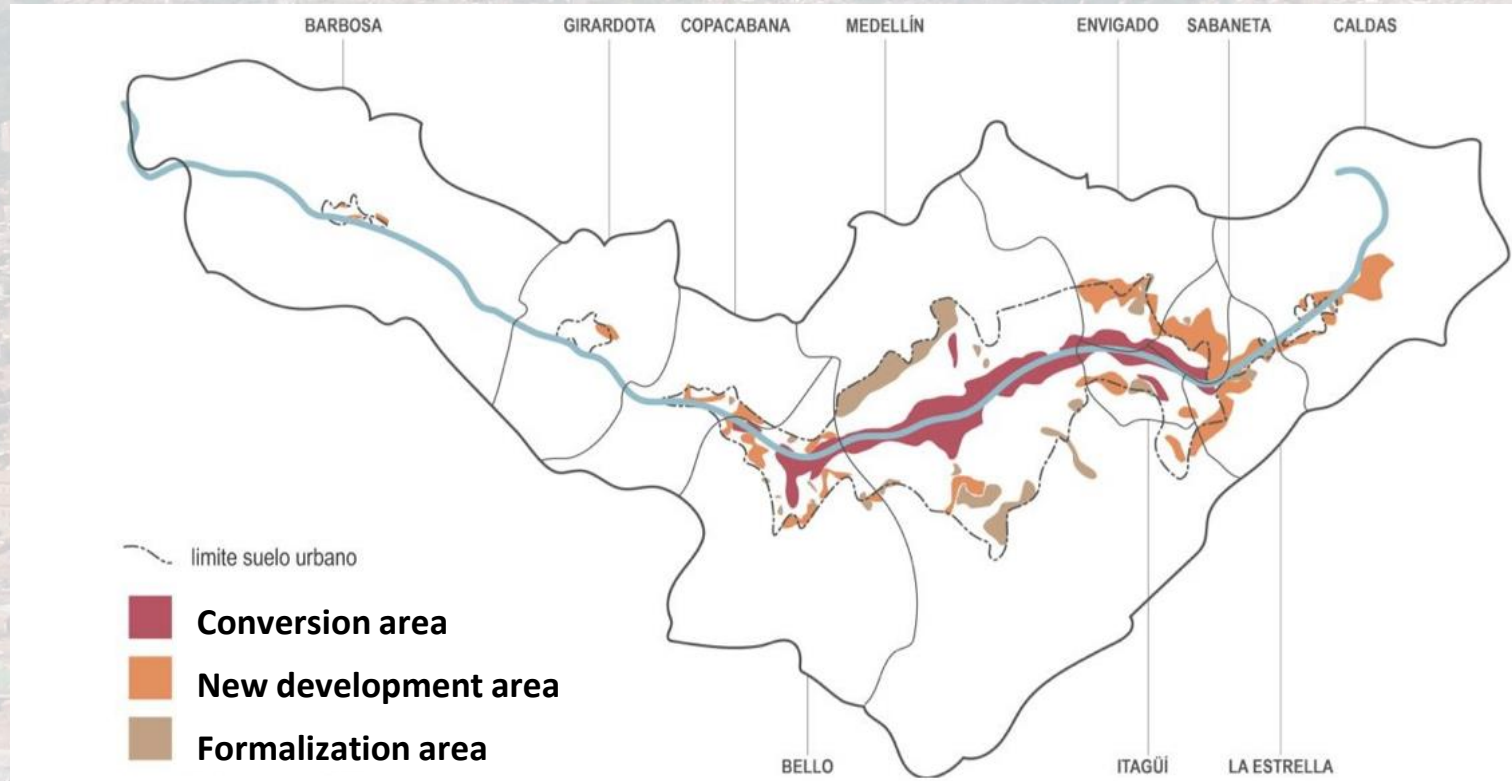 BARBOSA
GIRARDOTA
COPACABANA
MEDELLÍN
ENVIGADO
SABANETA
CALDAS
limite suelo urbano
Conversion area
New development area
Formalization area
BELLO
ITAGÜÍ
LA ESTRELLA